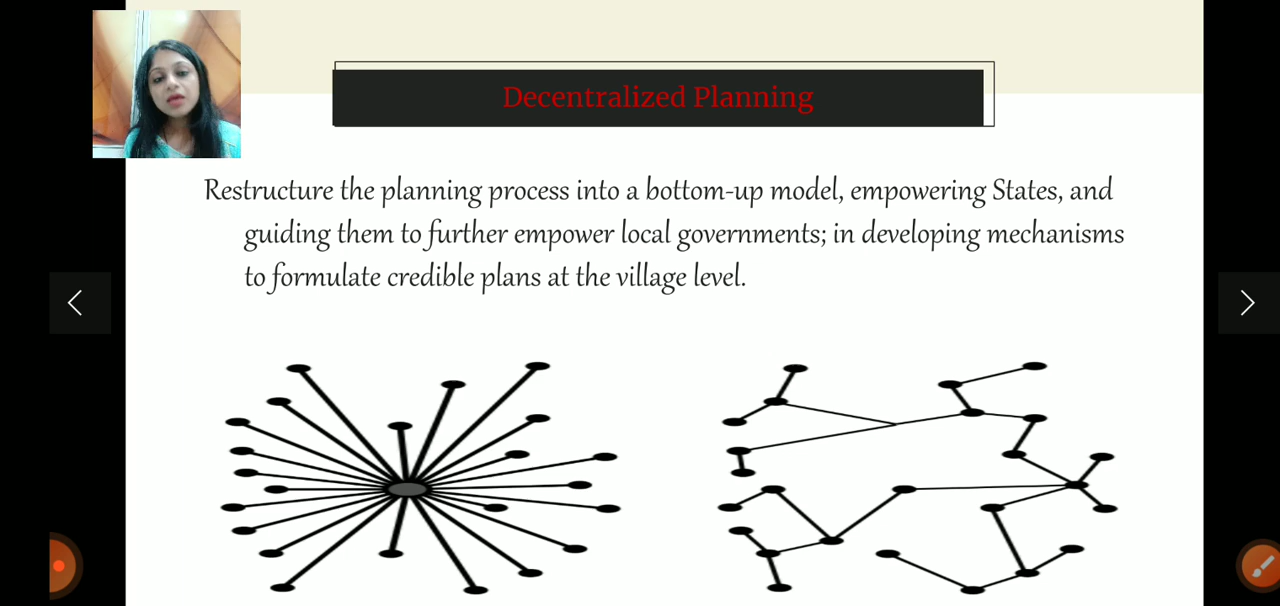 Decentralized Planning
Restructure the planning process into a bottom-up model, empowering States, and
guiding them to further empower local governments; in developing mechanisms
to formulate credible plans at the village level.